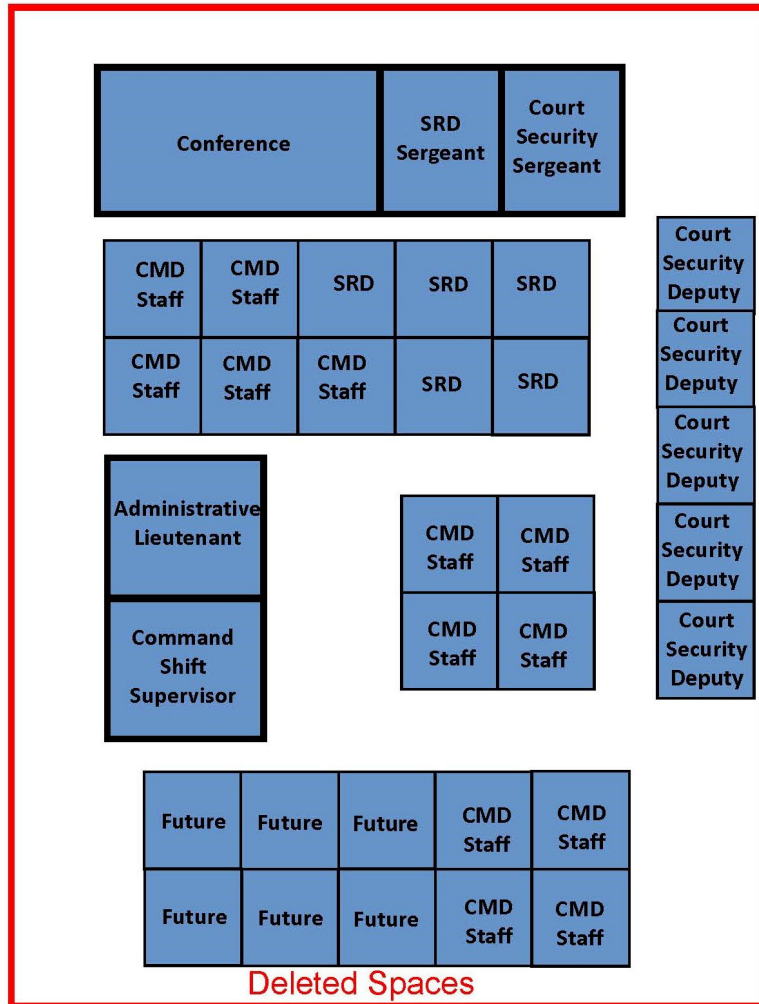 Conference
SRD
Sergeant
Court
Security
Sergeant
CMD
Staff
CMD
Staff
SRD
SRD
SRD
CMD
Staff
CMD
Staff
CMD
Staff
SRD
SRD
Court
Security
Deputy
Court
Security
Deputy
Court
Security
Deputy
Court
Security
Deputy
Court
Security
Deputy
Administrative
Lieutenant
Command
Shift
Supervisor
CMD
Staff
CMD
Staff
CMD
Staff
CMD
Staff
Future
Future
Future
CMD
Staff
CMD
Staff
Future
Future
Future
CMD
Staff
CMD
Staff
Deleted Spaces